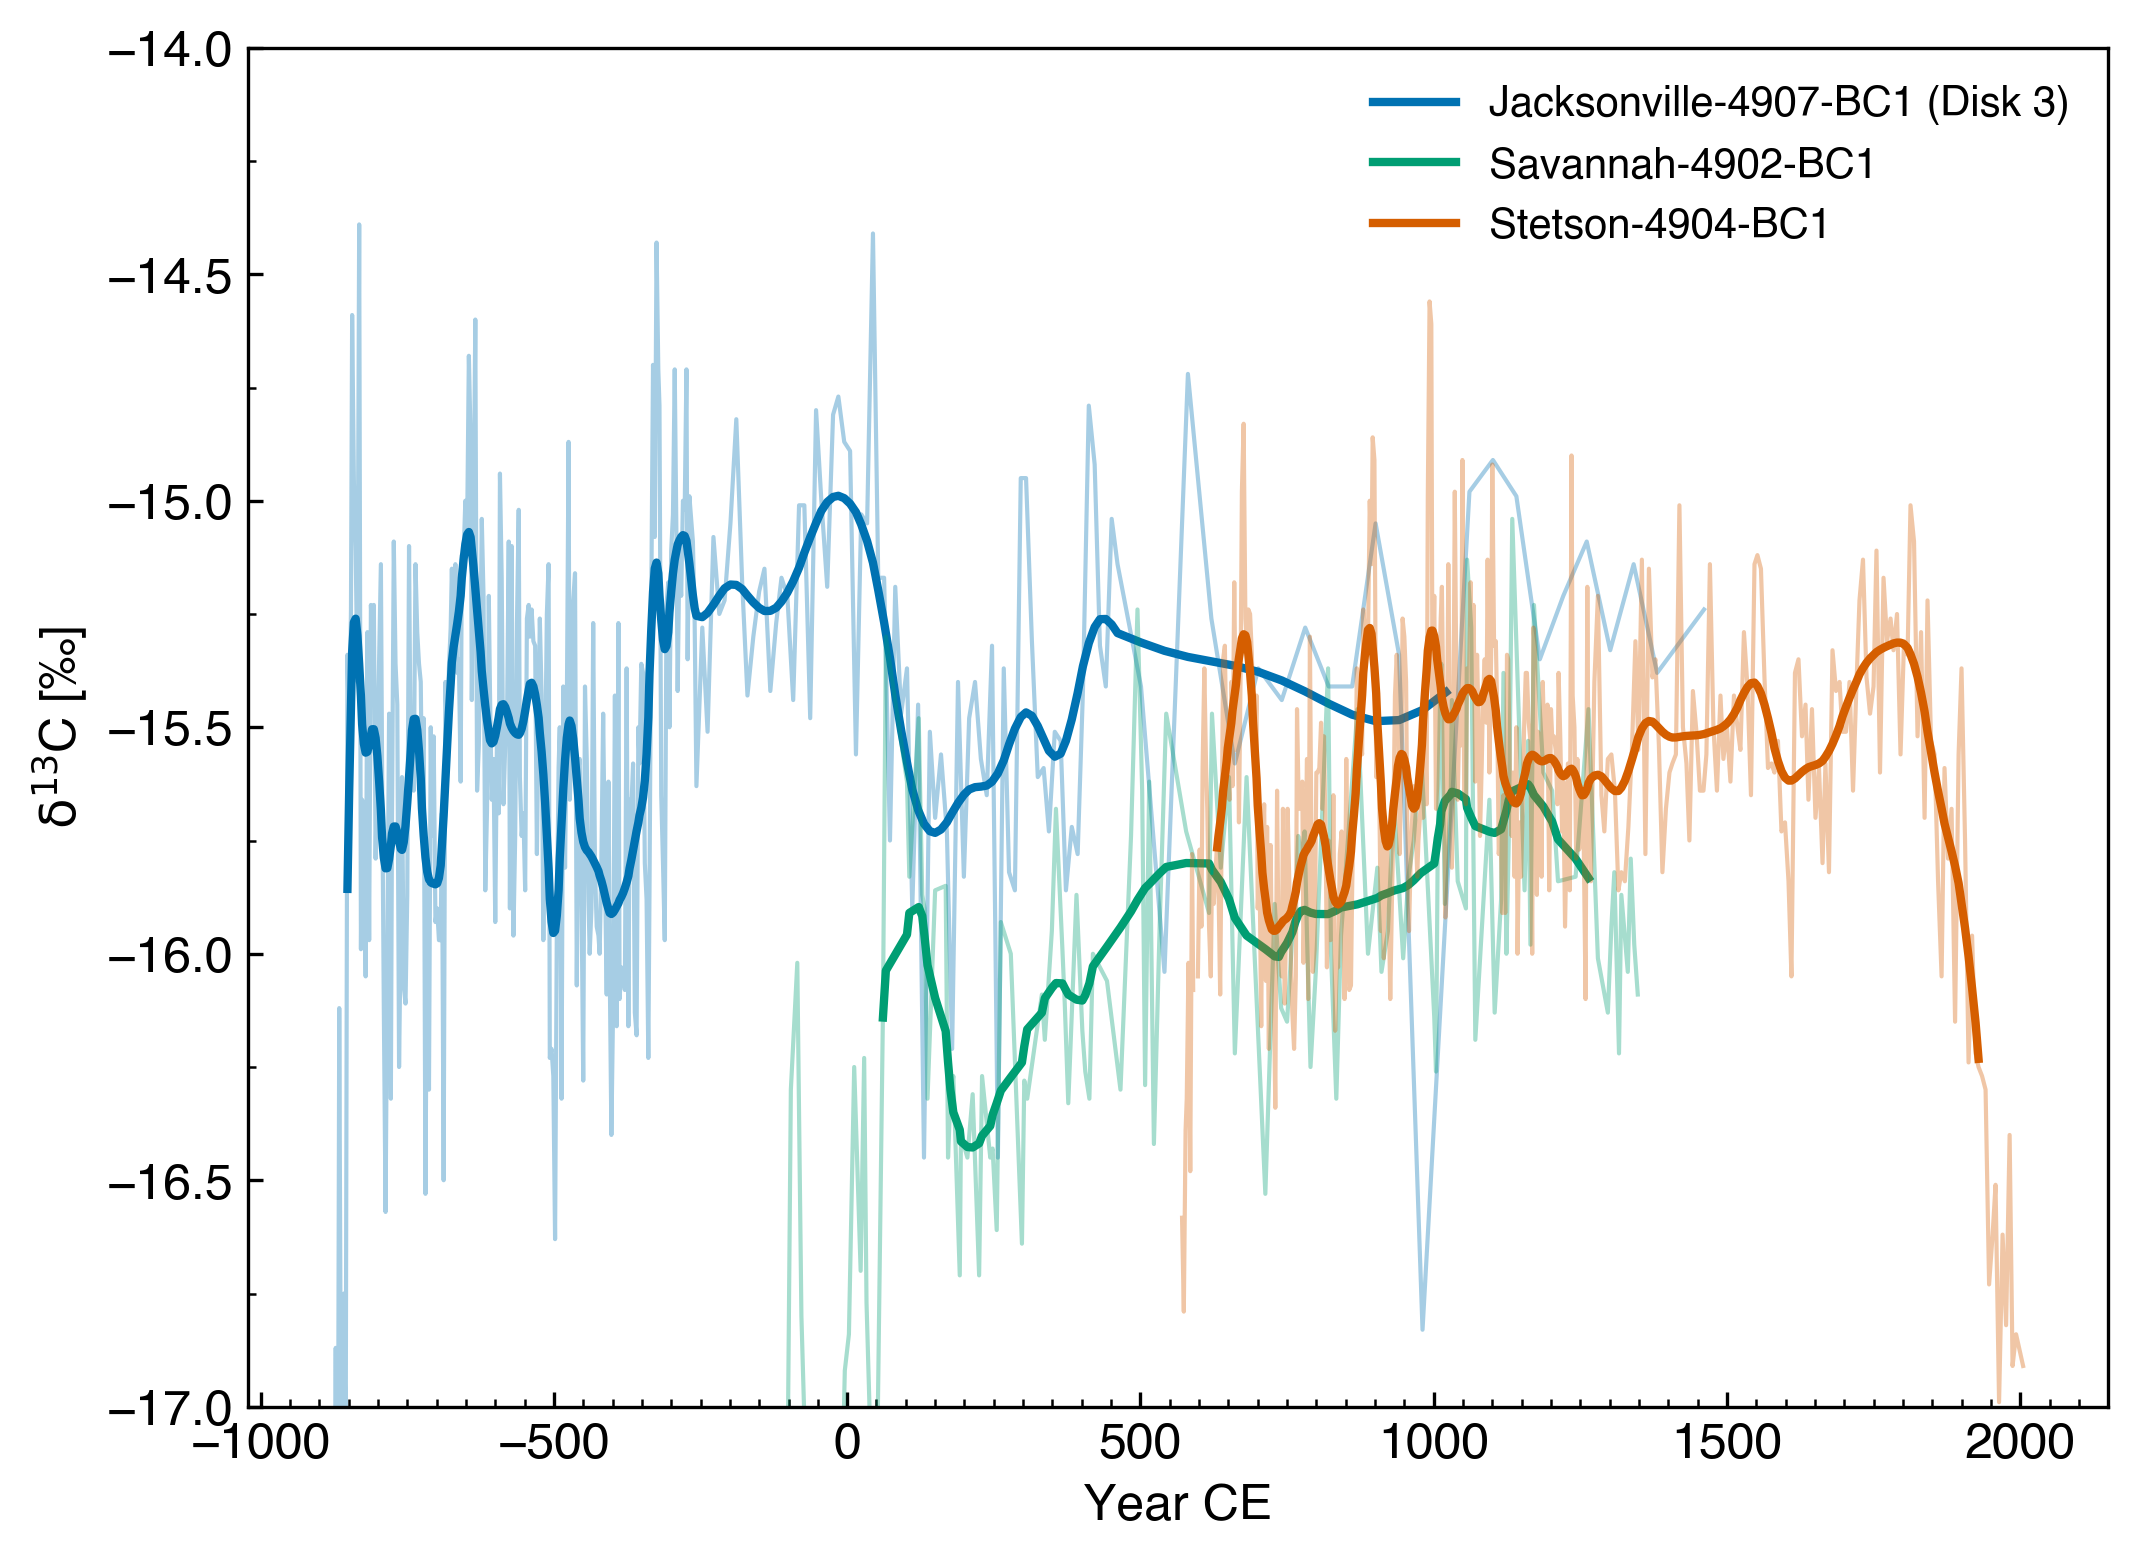 −14.0
−14.5
−15.0
−15.5
−16.0
−16.5
−17.0
δ¹³C [‰]
Jacksonville-4907-BC1 (Disk 3)
Savannah-4902-BC1
Stetson-4904-BC1
−1000 −500 0 500 1000 1500 2000
Year CE